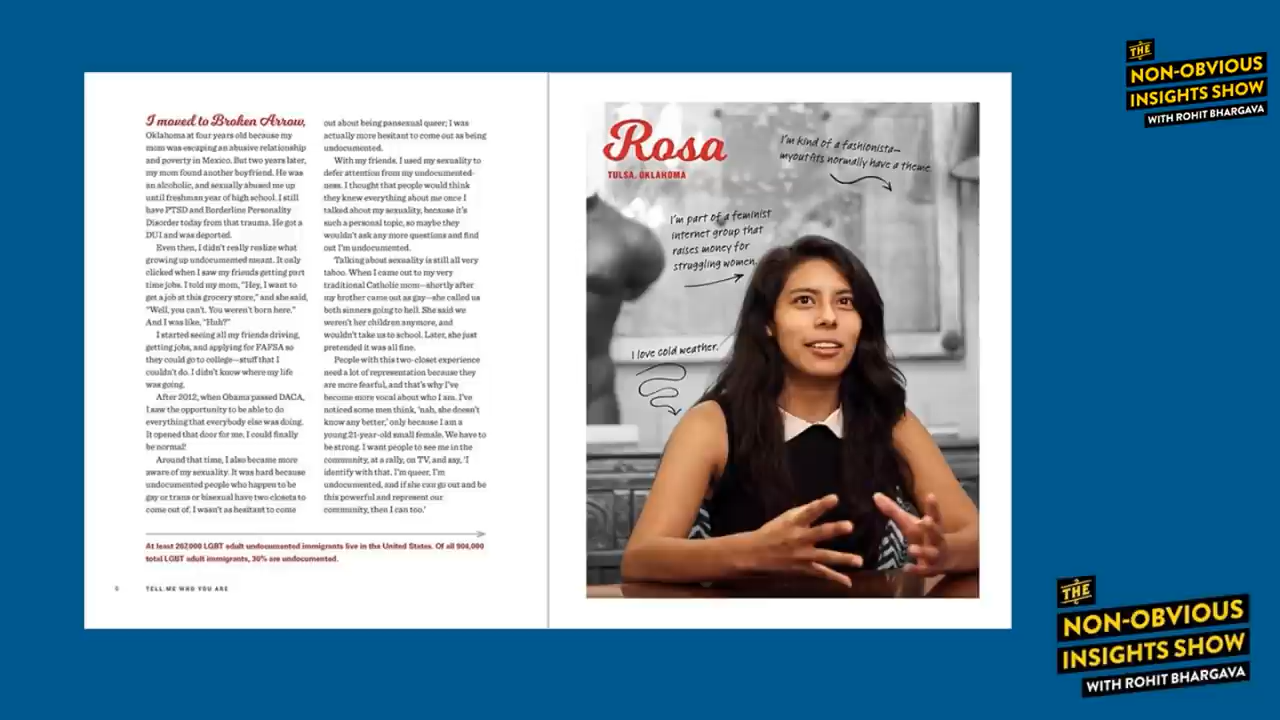 I moved to Broken Arrow,
Oklahoma at four years old because my
mom was escaping an abusive relationship
and poverty in Mexico. But two years later,
my mom found another boyfriend. He was
an alcoholic, and sexually abused me up
until freshman year of high school. I still
have PTSD and Borderline Personality
Disorder today from that trauma. He got a
DUI and was deported.
Even then, I didn't really realize what
growing up undocumented meant. It only
clicked when I saw my friends getting part
time jobs. I told my mom, "Hey, I want to
get a job at this grocery store," and she said,
"Well, you can't. You weren't born here."
And I was like, "Huh?"
I started seeing all my friends driving,
getting jobs, and applying for FAFSA so
they could go to college—stuff that I
couldn't do. I didn't know where my life
was going.
After 2012, when Obama passed DACA,
I saw the opportunity to be able to do
everything that everybody else was doing.
It opened that door for me. I could finally
be normal!
Around that time, I also became more
aware of my sexuality. It was hard because
undocumented people who happen to be
gay or trans or bisexual have two closets to
come out of. I wasn't as hesitant to come
out about being pansexual queer; I was
actually more hesitant to come out as being
undocumented.
With my friends, I used my sexuality to
defer attention from my undocumented-
ness. I thought that people would think
they knew everything about me once I
talked about my sexuality, because it's
such a personal topic, so maybe they
wouldn't ask any more questions and find
out I'm undocumented.
Talking about sexuality is still all very
taboo. When I came out to my very
traditional Catholic mom—shortly after
my brother came out as gay—she called us
both sinners going to hell. She said we
weren't her children anymore, and
wouldn't take us to school. Later, she just
pretended it was all fine.
People with this two-closet experience
need a lot of representation because they
are more fearful, and that's why I've
become more vocal about who I am. I've
noticed some men think, 'nah, she doesn't
know any better,' only because I am a
young 21-year-old small female. We have to
be strong. I want people to see me in the
community, at a rally, on TV, and say, 'I
identify with that. I'm queer, I'm
undocumented, and if she can go out and be
this powerful and represent our
community, then I can too.'
At least 267,000 LGBT adult undocumented immigrants live in the United States. Of all 904,000
total LGBT adult immigrants, 30% are undocumented.
TELL ME WHO YOU ARE
Rosa
TULSA, OKLAHOMA
I'm kind of a fashionista—
my outfits normally have a theme.
I'm part of a feminist
internet group that
raises money for
struggling women.
I love cold weather.
THE
NON-OBVIOUS
INSIGHTS SHOW
WITH ROHIT BHARGAVA
THE
NON-OBVIOUS
INSIGHTS SHOW
WITH ROHIT BHARGAVA